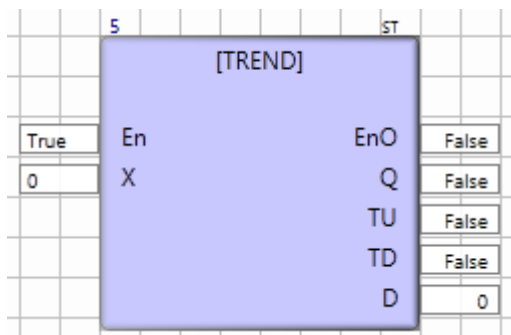 5 ST
[TREND]
True En EnO False
0 X Q False
TU False
TD False
D 0